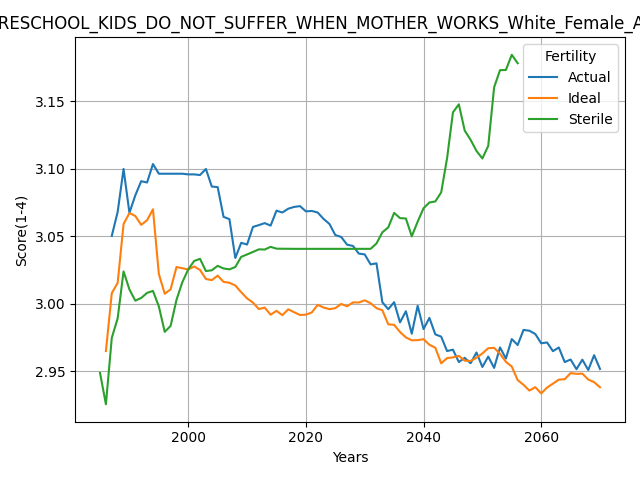 RESCHOOL_KIDS_DO_NOT_SUFFER_WHEN_MOTHER_WORKS_White_Female_A
Fertility
Actual
Ideal
Sterile
Score(1-4)
3.15
3.10
3.05
3.00
2.95
2000 2020 2040 2060
Years